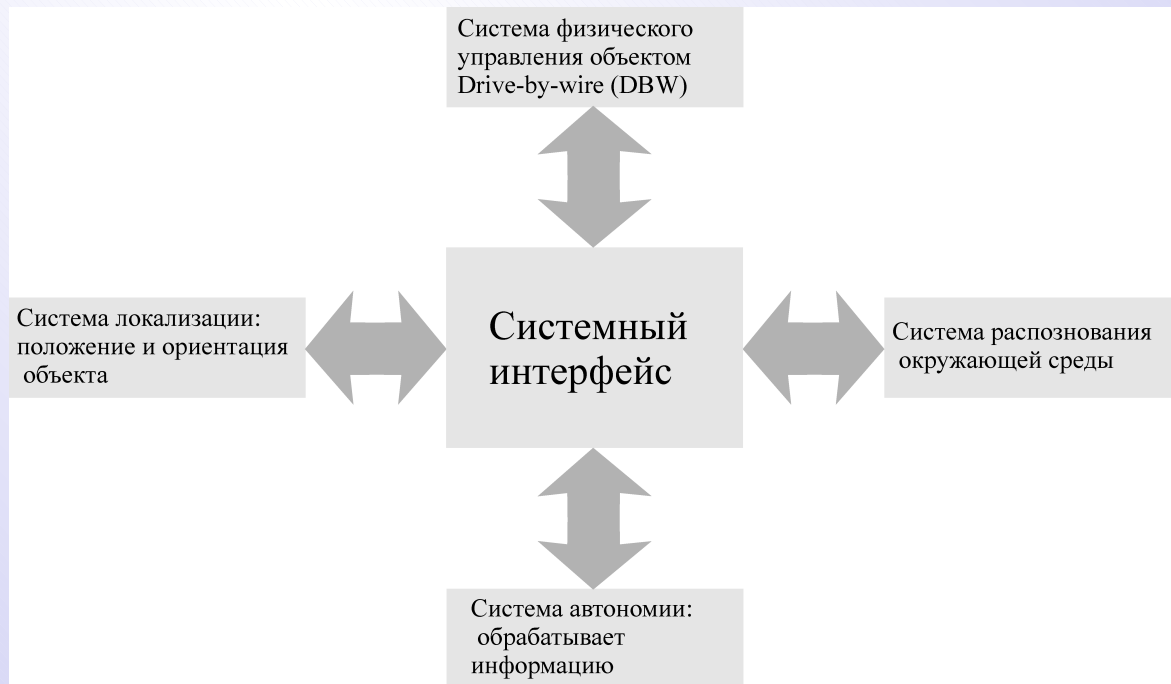 Система физического
управления объектом
Drive-by-wire (DBW)
Система локализации:
положение и ориентация
объекта
Системный
интерфейс
Система распознования
окружающей среды
Система автономии:
обрабатывает
информацию